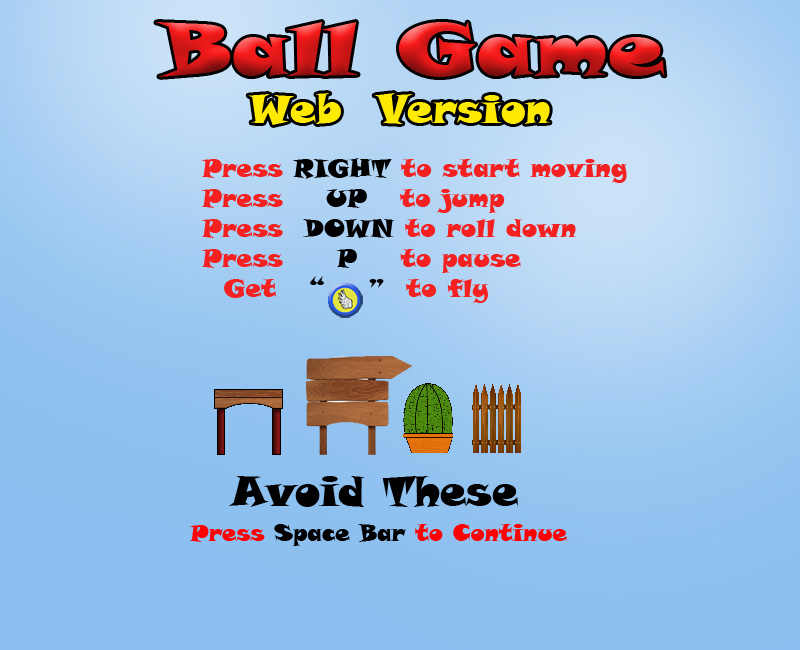 Ball Game
Web Version
Press RIGHT to start moving
Press UP to jump
Press DOWN to roll down
Press P to pause
Get “ ” to fly
Avoid These
Press Space Bar to Continue